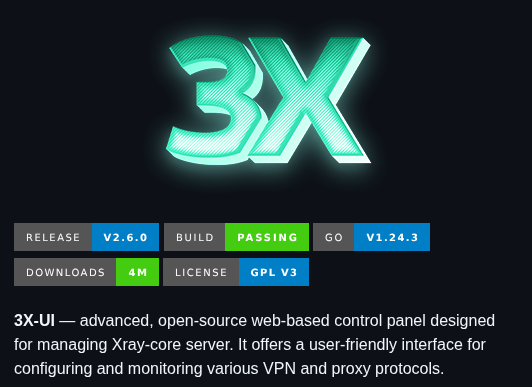 3X
RELEASE V2.6.0 BUILD PASSING GO V1.24.3
DOWNLOADS 4M LICENSE GPL V3
3X-UI — advanced, open-source web-based control panel designed
for managing Xray-core server. It offers a user-friendly interface for
configuring and monitoring various VPN and proxy protocols.